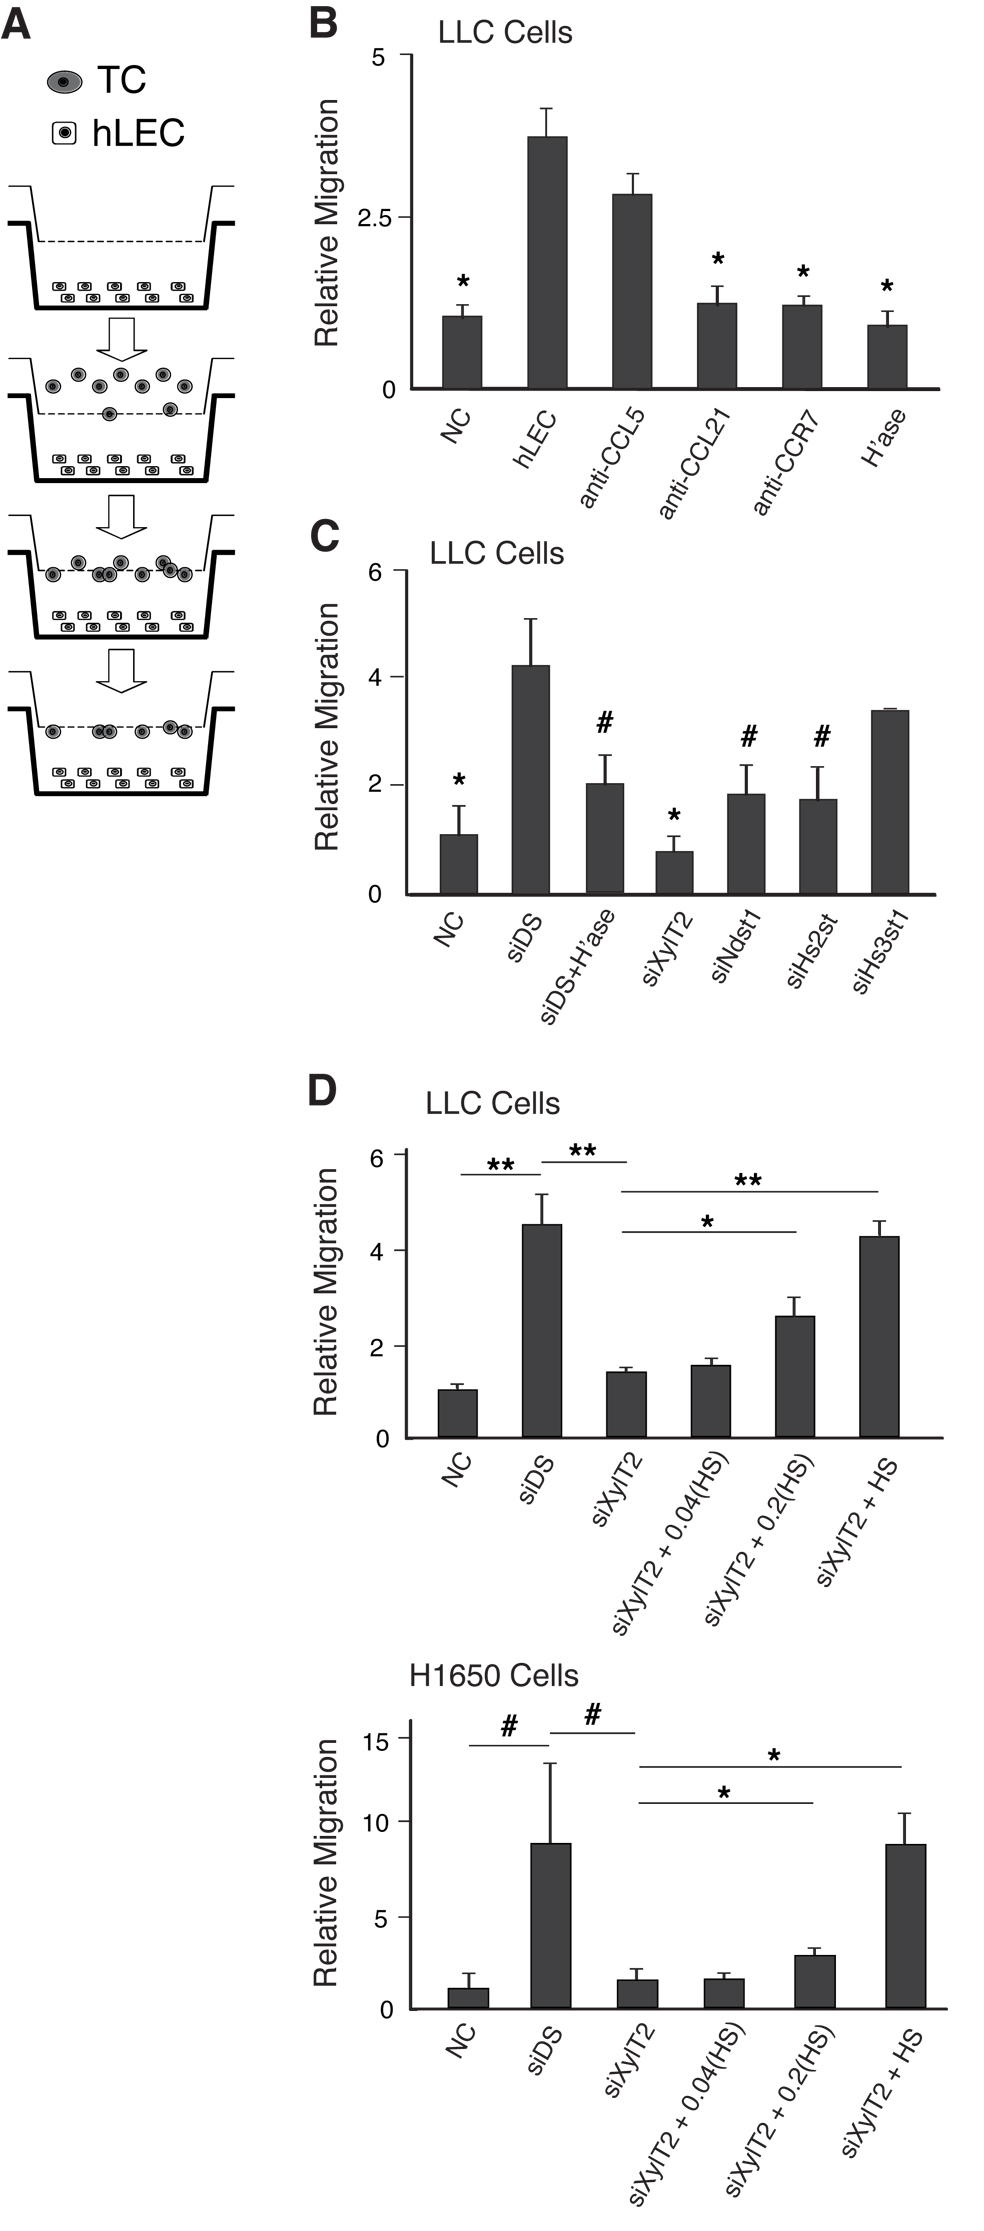 A
TC
hLEC
B
LLC Cells
Relative Migration
5
2.5
0
*
*
*
*
NC
hLEC
anti-CCL5
anti-CCL21
anti-CCR7
H'ase
C
LLC Cells
Relative Migration
6
4
2
0
*
#
*
#
#
NC
siDS
siDS+H'ase
siXylT2
siNdst1
siHs2st
siHs3st1
D
LLC Cells
Relative Migration
6
4
2
0
**
**
**
*
NC
siDS
siXylT2
siXylT2 + 0.04(HS)
siXylT2 + 0.2(HS)
siXylT2 + HS
H1650 Cells
Relative Migration
15
10
5
0
#
#
*
*
NC
siDS
siXylT2
siXylT2 + 0.04(HS)
siXylT2 + 0.2(HS)
siXylT2 + HS